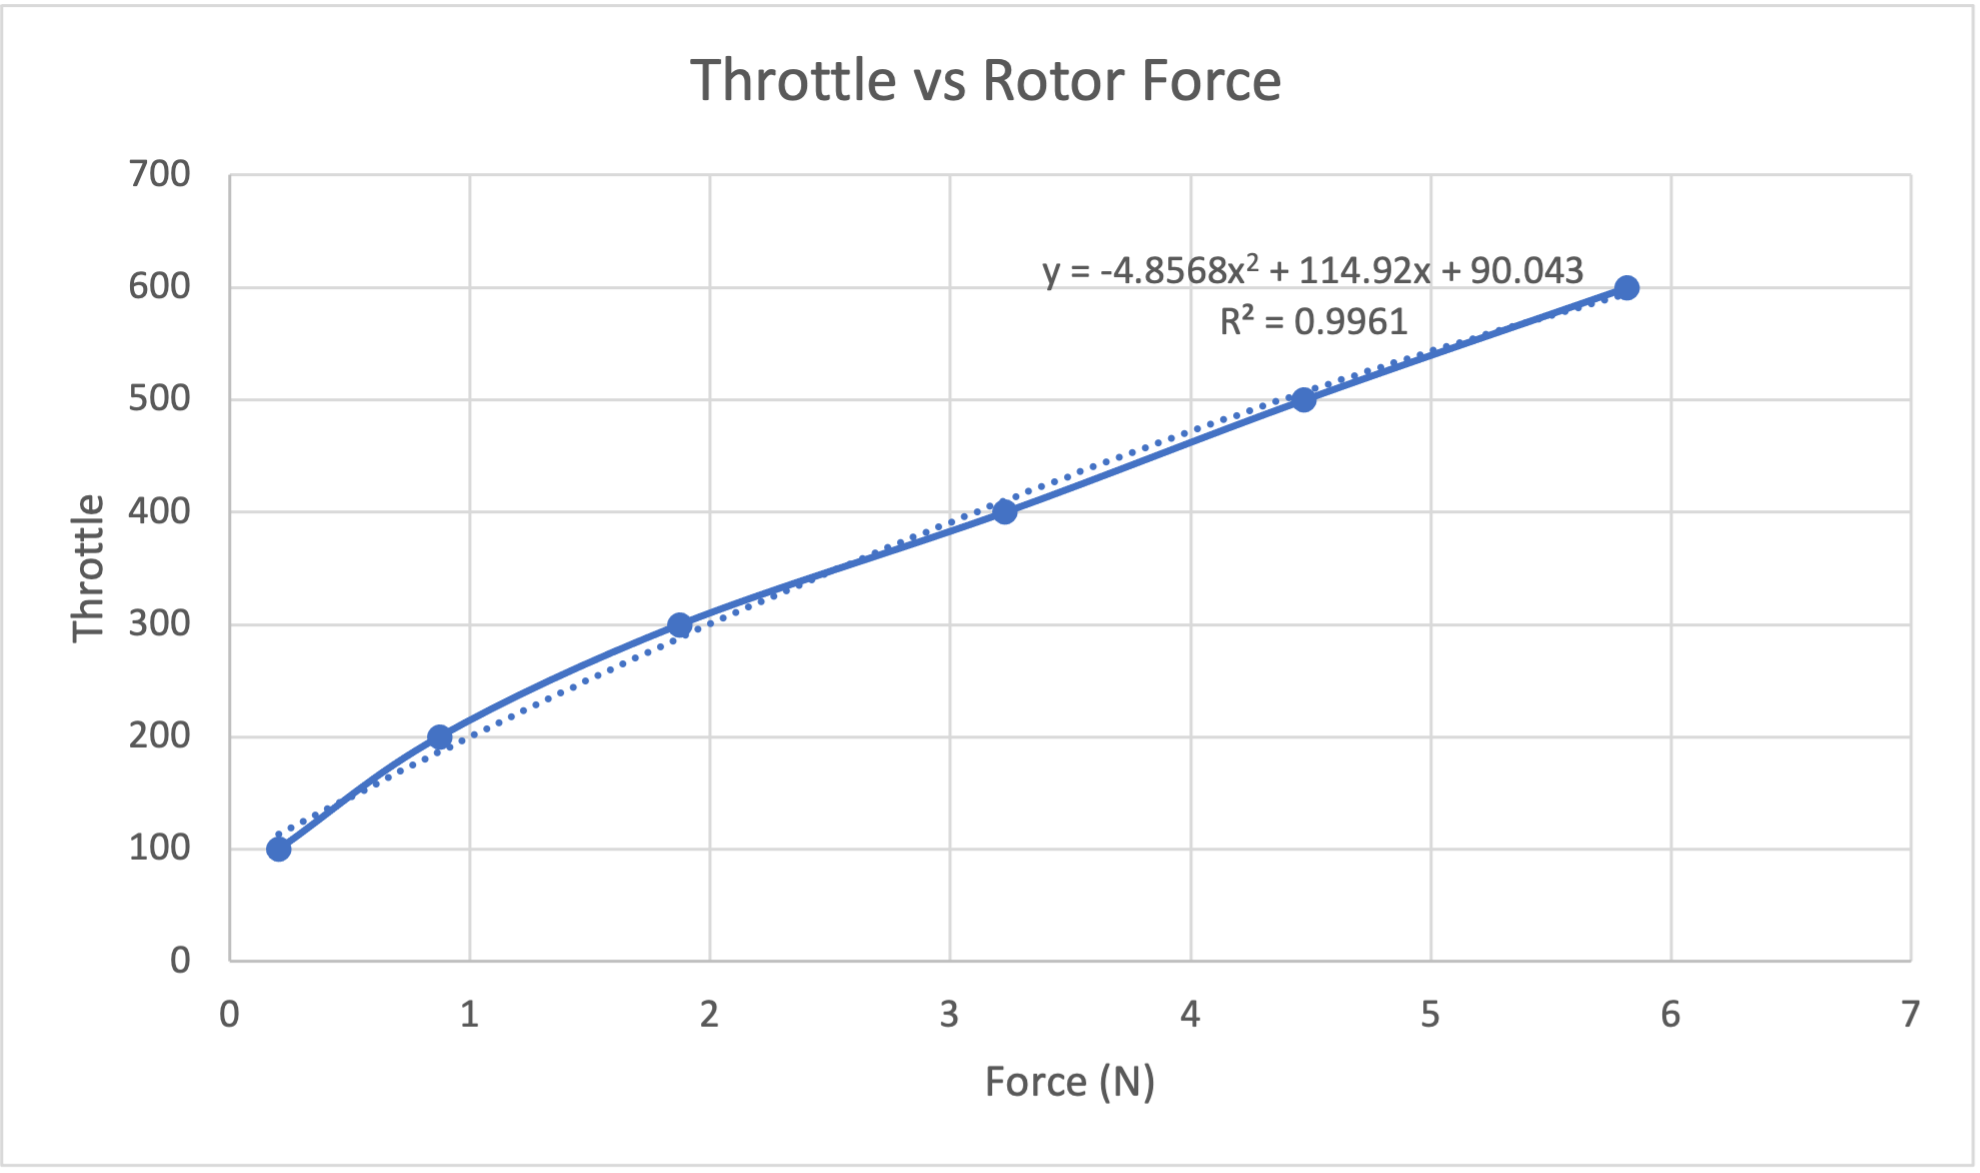 Throttle vs Rotor Force
700
600
500
400
300
200
100
0
Throttle
y = -4.8568x² + 114.92x + 90.043
R² = 0.9961
0 1 2 3 4 5 6 7
Force (N)